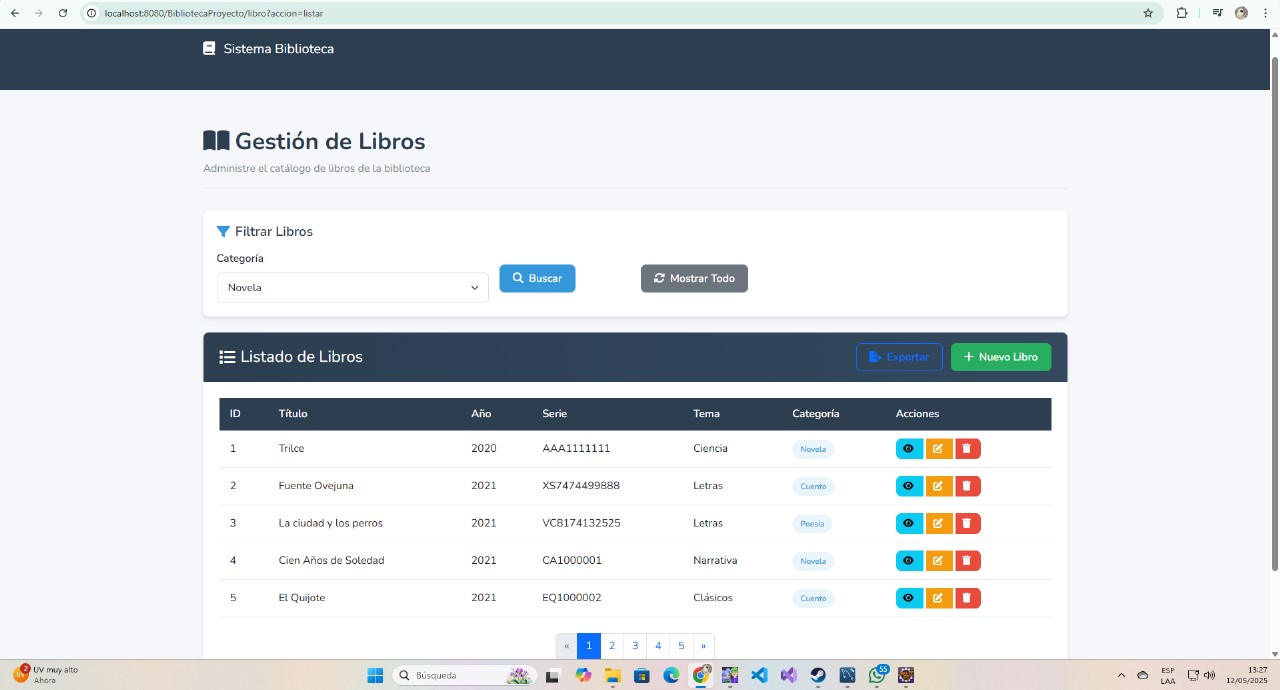 localhost:8080/BibliotecaProyecto/libro?accion=listar
Sistema Biblioteca
Gestión de Libros
Administre el catálogo de libros de la biblioteca
Filtrar Libros
Categoría
Novela
Buscar
Mostrar Todo
Listado de Libros
Exportar
Nuevo Libro
ID Título Año Serie Tema Categoría Acciones
1 Trilce 2020 AAA1111111 Ciencia Novela
2 Fuente Ovejuna 2021 XS7474499888 Letras Cuento
3 La ciudad y los perros 2021 VC8174132525 Letras Poesía
4 Cien Años de Soledad 2021 CA1000001 Narrativa Novela
5 El Quijote 2021 EQ1000002 Clásicos Cuento
« 1 2 3 4 5 »
2
UV muy alto
Ahora
Búsqueda
55
ESP
LAA
13:27
12/05/2025